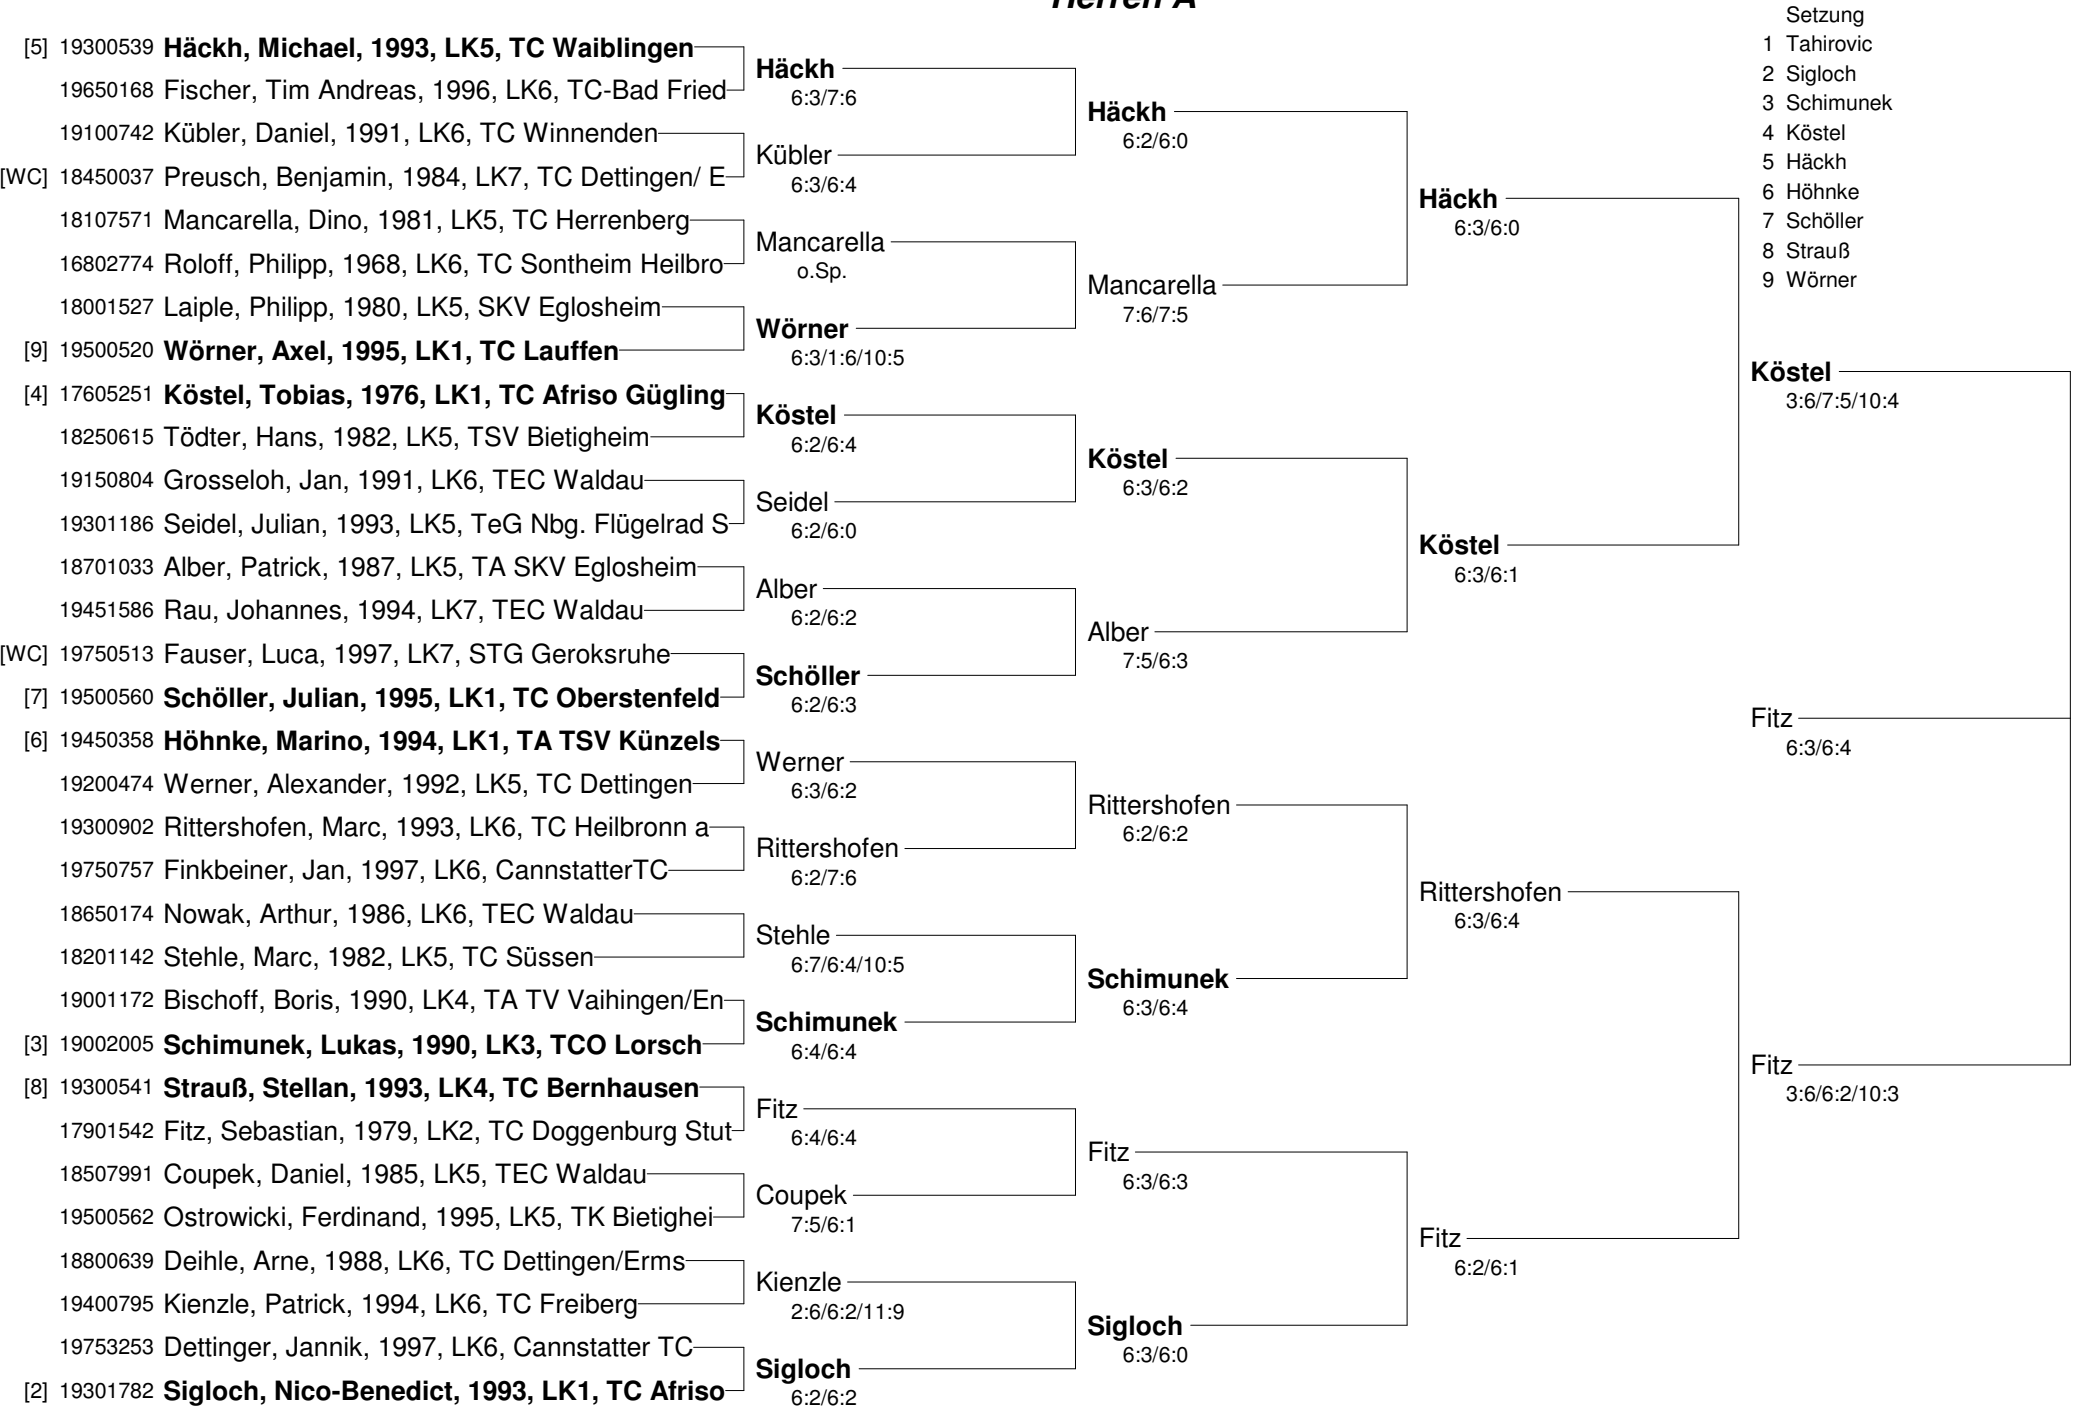 Herren A
Setzung
1 Tahirovic
2 Sigloch
3 Schimunek
4 Köstel
5 Häckh
6 Höhnke
7 Schöller
8 Strauß
9 Wörner
[5] 19300539 Häckh, Michael, 1993, LK5, TC Waiblingen
19650168 Fischer, Tim Andreas, 1996, LK6, TC-Bad Fried
19100742 Kübler, Daniel, 1991, LK6, TC Winnenden
[WC] 18450037 Preusch, Benjamin, 1984, LK7, TC Dettingen/ E
18107571 Mancarella, Dino, 1981, LK5, TC Herrenberg
16802774 Roloff, Philipp, 1968, LK6, TC Sontheim Heilbro
18001527 Laiple, Philipp, 1980, LK5, SKV Eglosheim
[9] 19500520 Wörner, Axel, 1995, LK1, TC Lauffen
[4] 17605251 Köstel, Tobias, 1976, LK1, TC Afriso Gügling
18250615 Tödter, Hans, 1982, LK5, TSV Bietigheim
19150804 Grosseloh, Jan, 1991, LK6, TEC Waldau
19301186 Seidel, Julian, 1993, LK5, TeG Nbg. Flügelrad S
18701033 Alber, Patrick, 1987, LK5, TA SKV Eglosheim
19451586 Rau, Johannes, 1994, LK7, TEC Waldau
[WC] 19750513 Fauser, Luca, 1997, LK7, STG Geroksruhe
[7] 19500560 Schöller, Julian, 1995, LK1, TC Oberstenfeld
[6] 19450358 Höhnke, Marino, 1994, LK1, TA TSV Künzels
19200474 Werner, Alexander, 1992, LK5, TC Dettingen
19300902 Rittershofen, Marc, 1993, LK6, TC Heilbronn a
19750757 Finkbeiner, Jan, 1997, LK6, CannstatterTC
18650174 Nowak, Arthur, 1986, LK6, TEC Waldau
18201142 Stehle, Marc, 1982, LK5, TC Süssen
19001172 Bischoff, Boris, 1990, LK4, TA TV Vaihingen/En
[3] 19002005 Schimunek, Lukas, 1990, LK3, TCO Lorsch
[8] 19300541 Strauß, Stellan, 1993, LK4, TC Bernhausen
17901542 Fitz, Sebastian, 1979, LK2, TC Doggenburg Stut
18507991 Coupek, Daniel, 1985, LK5, TEC Waldau
19500562 Ostrowicki, Ferdinand, 1995, LK5, TK Bietighei
18800639 Deihle, Arne, 1988, LK6, TC Dettingen/Erms
19400795 Kienzle, Patrick, 1994, LK6, TC Freiberg
19753253 Dettinger, Jannik, 1997, LK6, Cannstatter TC
[2] 19301782 Sigloch, Nico-Benedict, 1993, LK1, TC Afriso
Häckh
6:3/7:6
Kübler
6:3/6:4
Mancarella
o.Sp.
Wörner
6:3/1:6/10:5
Köstel
6:2/6:4
Seidel
6:2/6:0
Alber
6:2/6:2
Schöller
6:2/6:3
Werner
6:3/6:2
Rittershofen
6:2/7:6
Stehle
6:7/6:4/10:5
Schimunek
6:4/6:4
Fitz
6:4/6:4
Coupek
7:5/6:1
Kienzle
2:6/6:2/11:9
Sigloch
6:2/6:2
Häckh
6:2/6:0
Mancarella
7:6/7:5
Köstel
6:3/6:2
Alber
7:5/6:3
Rittershofen
6:2/6:2
Schimunek
6:3/6:4
Fitz
6:3/6:3
Sigloch
6:3/6:0
Häckh
6:3/6:0
Köstel
6:3/6:1
Rittershofen
6:3/6:4
Fitz
6:2/6:1
Köstel
3:6/7:5/10:4
Fitz
6:3/6:4
Fitz
3:6/6:2/10:3